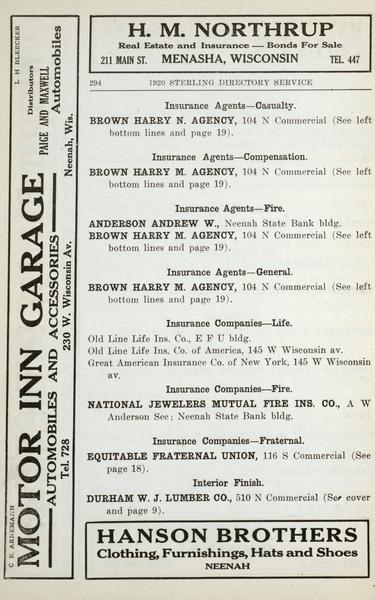 H. M. NORTHRUP
Real Estate and Insurance — Bonds For Sale
211 MAIN ST. MENASHA, WISCONSIN TEL. 447
294 1920 STERLING DIRECTORY SERVICE
Insurance Agents—Casualty.
BROWN HARRY N. AGENCY, 104 N Commercial (See left
bottom lines and page 19).
Insurance Agents—Compensation.
BROWN HARRY M. AGENCY, 104 N Commercial (See left
bottom lines and page 19).
Insurance Agents—Fire.
ANDERSON ANDREW W., Neenah State Bank bldg.
BROWN HARRY M. AGENCY, 104 N Commercial (See left
bottom lines and page 19).
Insurance Agents—General.
BROWN HARRY M. AGENCY, 104 N Commercial (See left
bottom lines and page 19).
Insurance Companies—Life.
Old Line Life Ins. Co., E F U bldg.
Old Line Life Ins. Co. of America, 145 W Wisconsin av.
Great American Insurance Co. of New York, 145 W Wisconsin
av.
Insurance Companies—Fire.
NATIONAL JEWELERS MUTUAL FIRE INS. CO., A W
Anderson Sec; Neenah State Bank bldg.
Insurance Companies—Fraternal.
EQUITABLE FRATERNAL UNION, 116 S Commercial (See
page 18).
Interior Finish.
DURHAM W. J. LUMBER CO., 510 N Commercial (See cover
and page 9).
HANSON BROTHERS
Clothing, Furnishings, Hats and Shoes
NEENAH
C E ARNEMANN L H BLEECKER
MOTOR INN GARAGE
Distributors
PAIGE AND MAXWELL
Automobiles
AUTOMOBILES AND ACCESSORIES
Tel. 728 230 W. Wisconsin Av. Neenah, Wis.